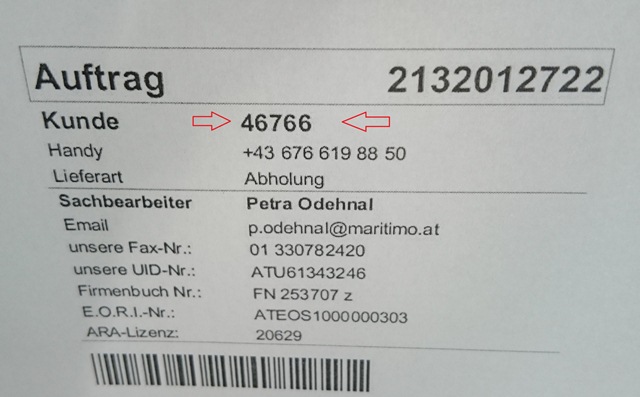 Auftrag 2132012722
Kunde 46766
Handy +43 676 619 88 50
Lieferart Abholung
Sachbearbeiter Petra Odehnal
Email p.odehnal@maritimo.at
unsere Fax-Nr.: 01 330782420
unsere UID-Nr.: ATU61343246
Firmenbuch Nr.: FN 253707 z
E.O.R.I.-Nr.: ATEOS1000000303
ARA-Lizenz: 20629